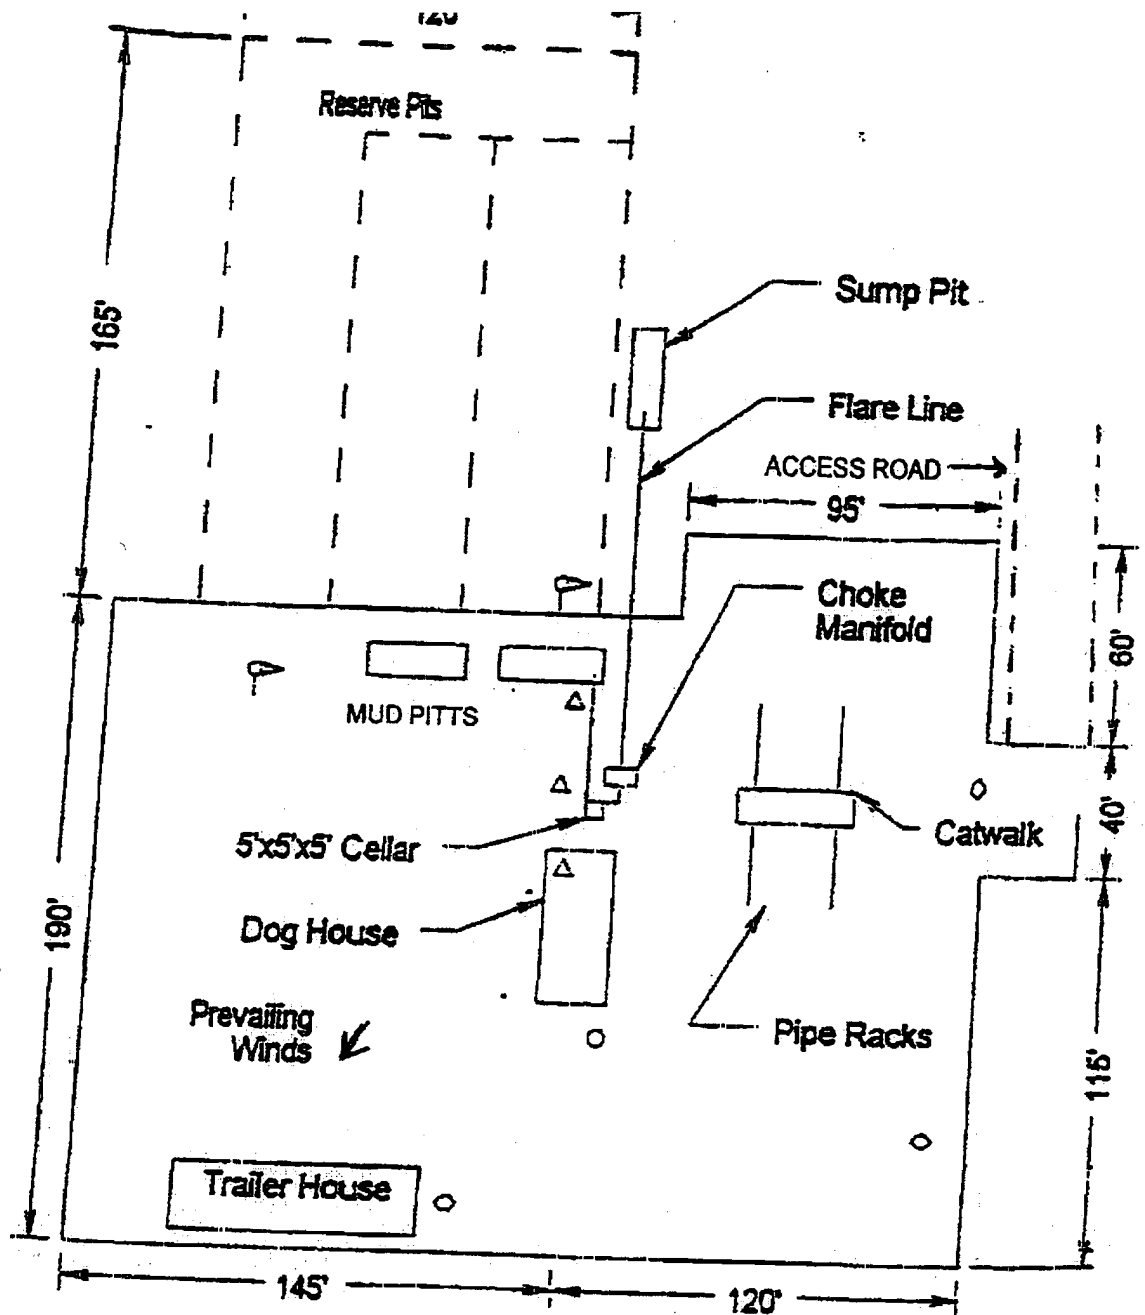 120
Reserve Pits
Sump Pit
165'
Flare Line
ACCESS ROAD
95'
Choke
Manifold
60'
MUD PITTS
40'
Catwalk
5'x5'x5' Cellar
190'
Dog House
Prevailing
Winds
Pipe Racks
115'
Trailer House
145'
120'